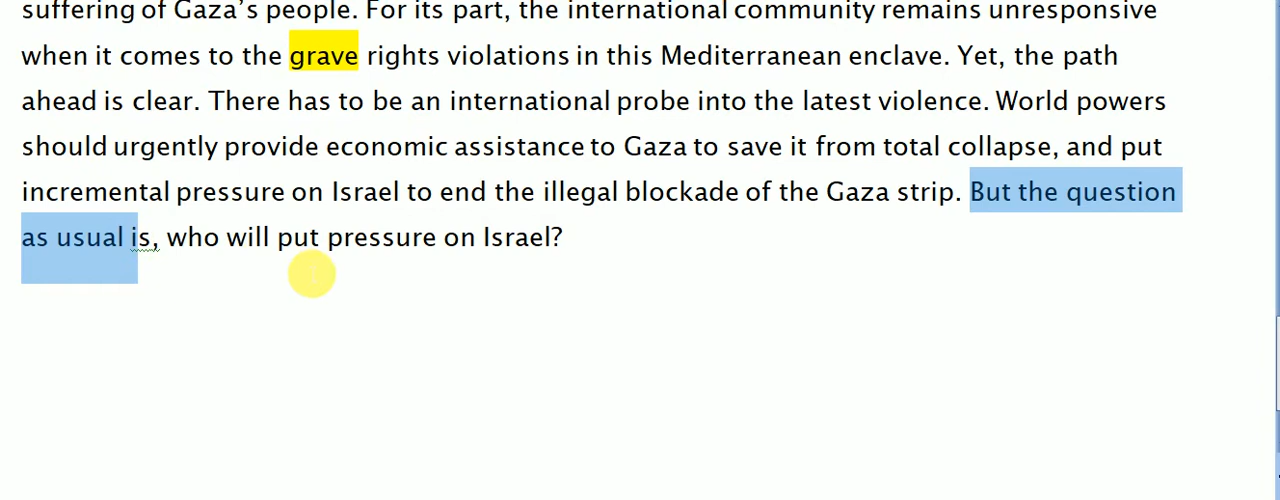 suffering of Gaza's people. For its part, the international community remains unresponsive
when it comes to the grave rights violations in this Mediterranean enclave. Yet, the path
ahead is clear. There has to be an international probe into the latest violence. World powers
should urgently provide economic assistance to Gaza to save it from total collapse, and put
incremental pressure on Israel to end the illegal blockade of the Gaza strip. But the question
as usual is, who will put pressure on Israel?